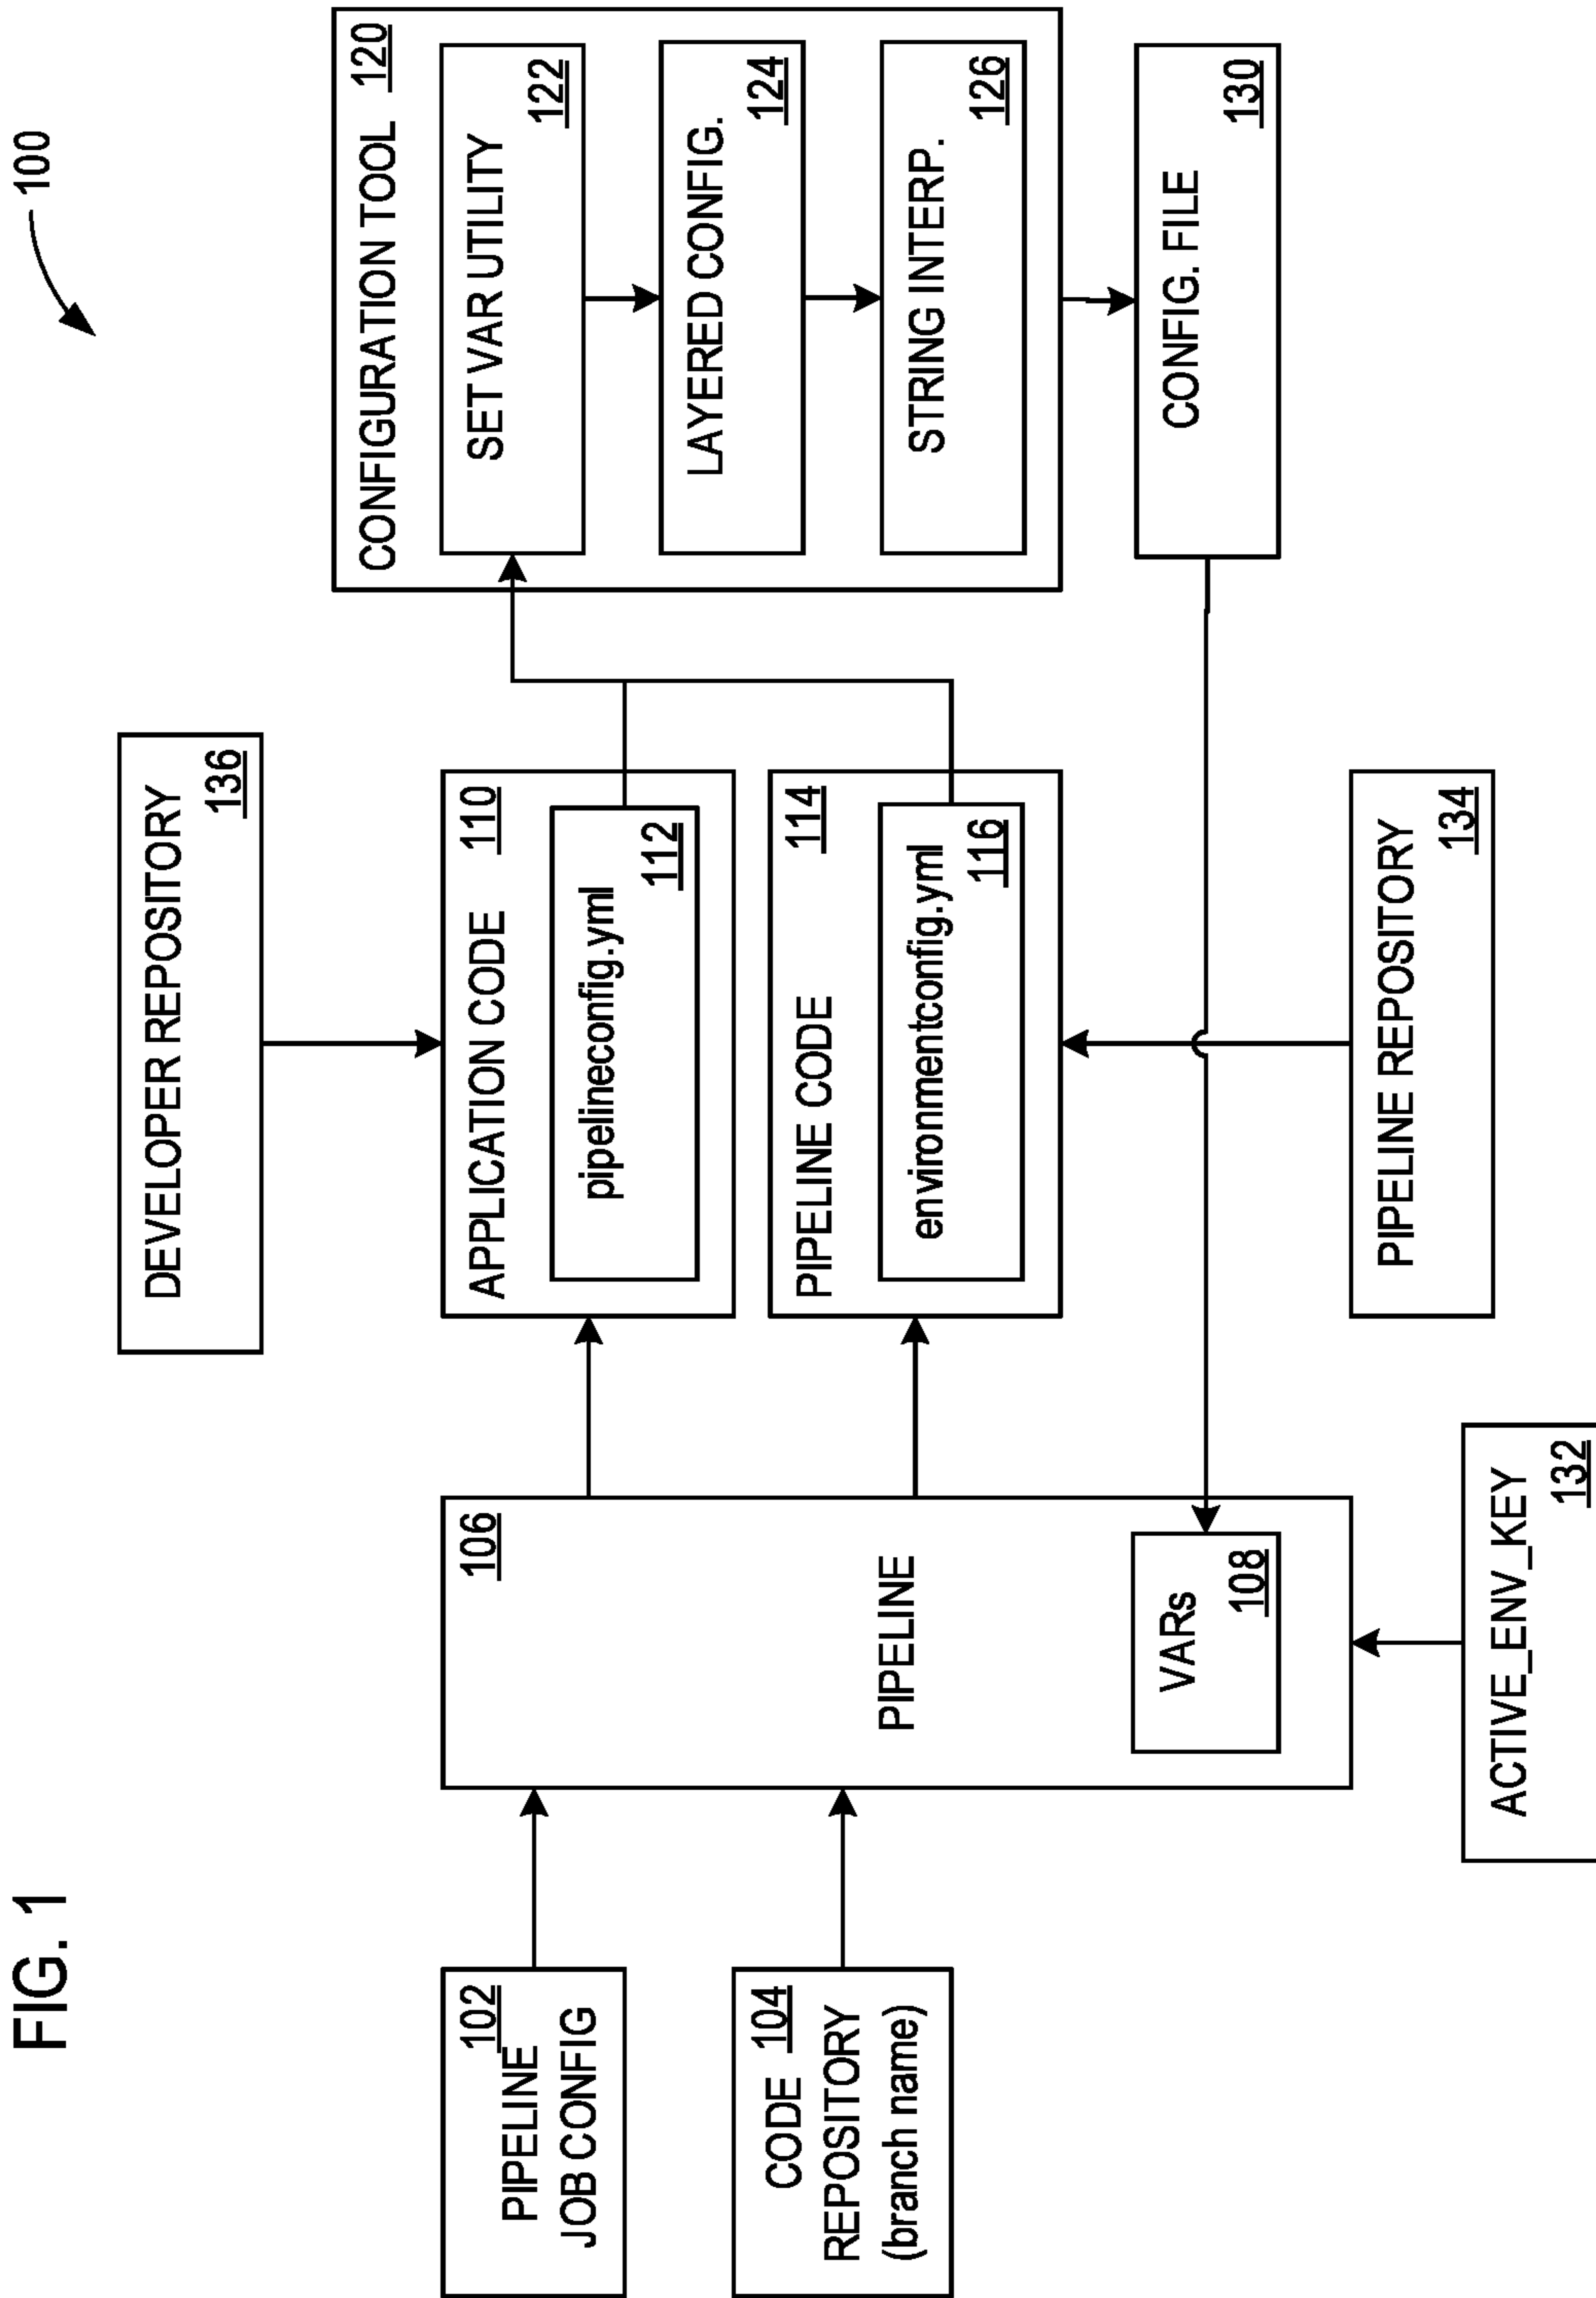 FIG. 1
100
PIPELINE
JOB CONFIG
102
CODE
REPOSITORY
(branch name)
104
106
PIPELINE
VARs
108
ACTIVE_ENV_KEY
132
DEVELOPER REPOSITORY
136
APPLICATION CODE 110
pipelineconfig.yml
112
PIPELINE CODE 114
environmentconfig.yml
116
PIPELINE REPOSITORY
134
CONFIGURATION TOOL 120
SET VAR UTILITY
122
LAYERED CONFIG.
124
STRING INTERP.
126
CONFIG. FILE
130